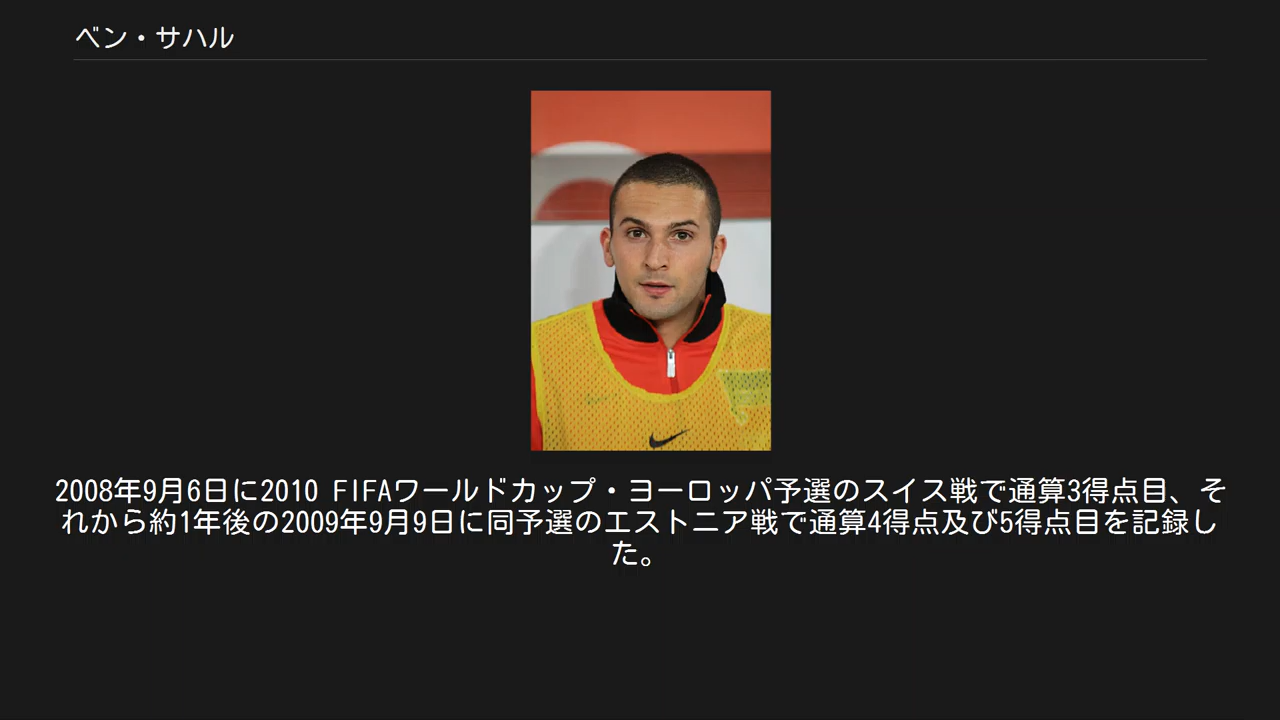 ベン・サハル
2008年9月6日に2010 FIFAワールドカップ・ヨーロッパ予選のスイス戦で通算3得点目、そ
れから約1年後の2009年9月9日に同予選のエストニア戦で通算4得点及び5得点目を記録し
た。